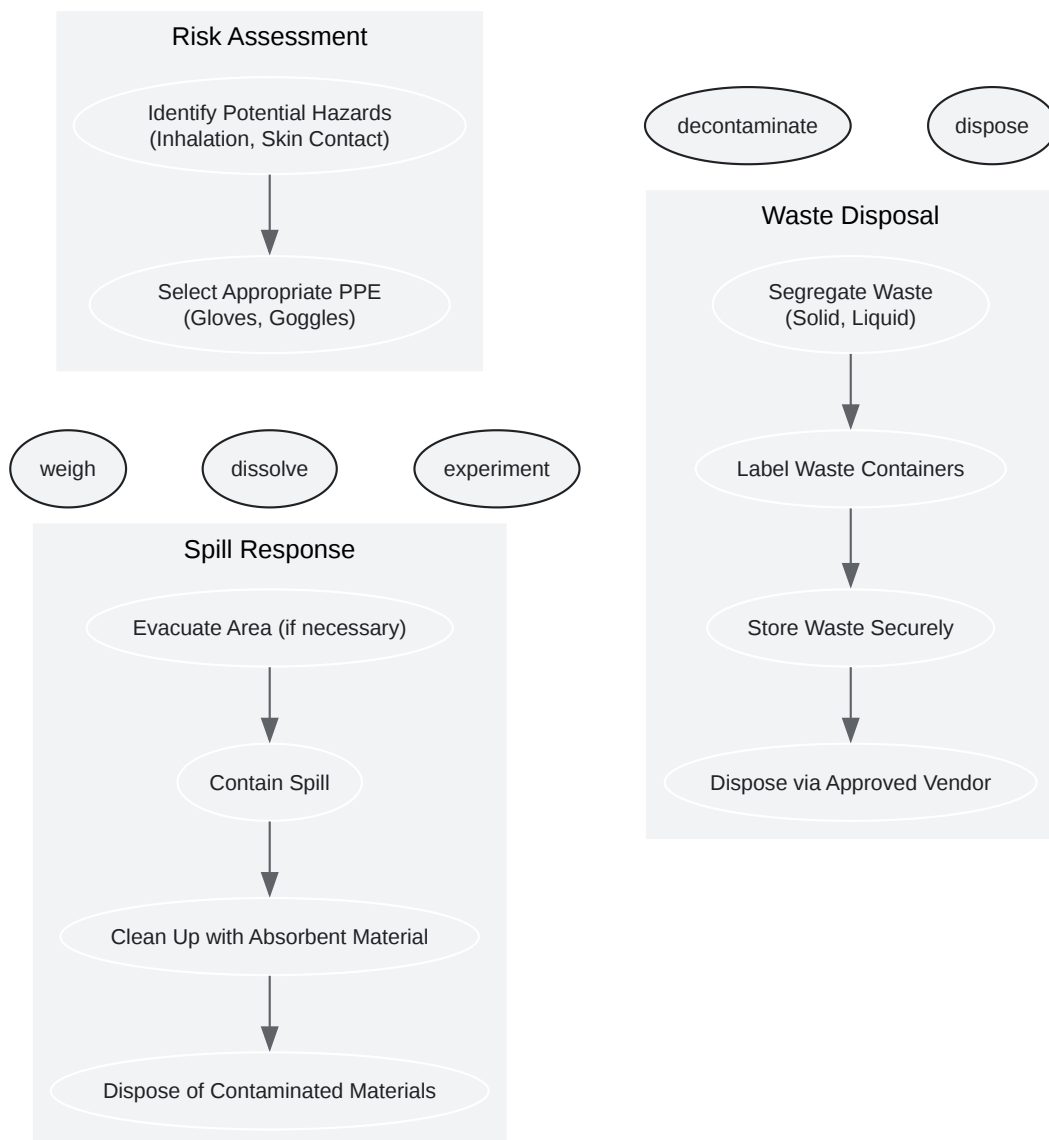 Risk Assessment
Identify Potential Hazards
(Inhalation, Skin Contact)
Select Appropriate PPE
(Gloves, Goggles)
decontaminate
dispose
Waste Disposal
Segregate Waste
(Solid, Liquid)
Label Waste Containers
Store Waste Securely
Dispose via Approved Vendor
weigh
dissolve
experiment
Spill Response
Evacuate Area (if necessary)
Contain Spill
Clean Up with Absorbent Material
Dispose of Contaminated Materials